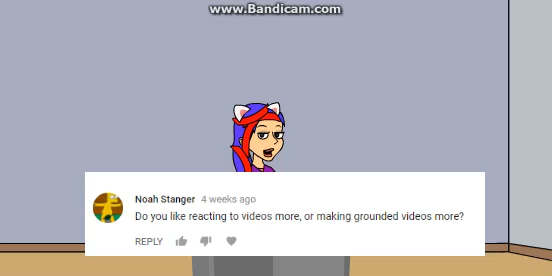 www.Bandicam.com
Noah Stanger 4 weeks ago
Do you like reacting to videos more, or making grounded videos more?
REPLY